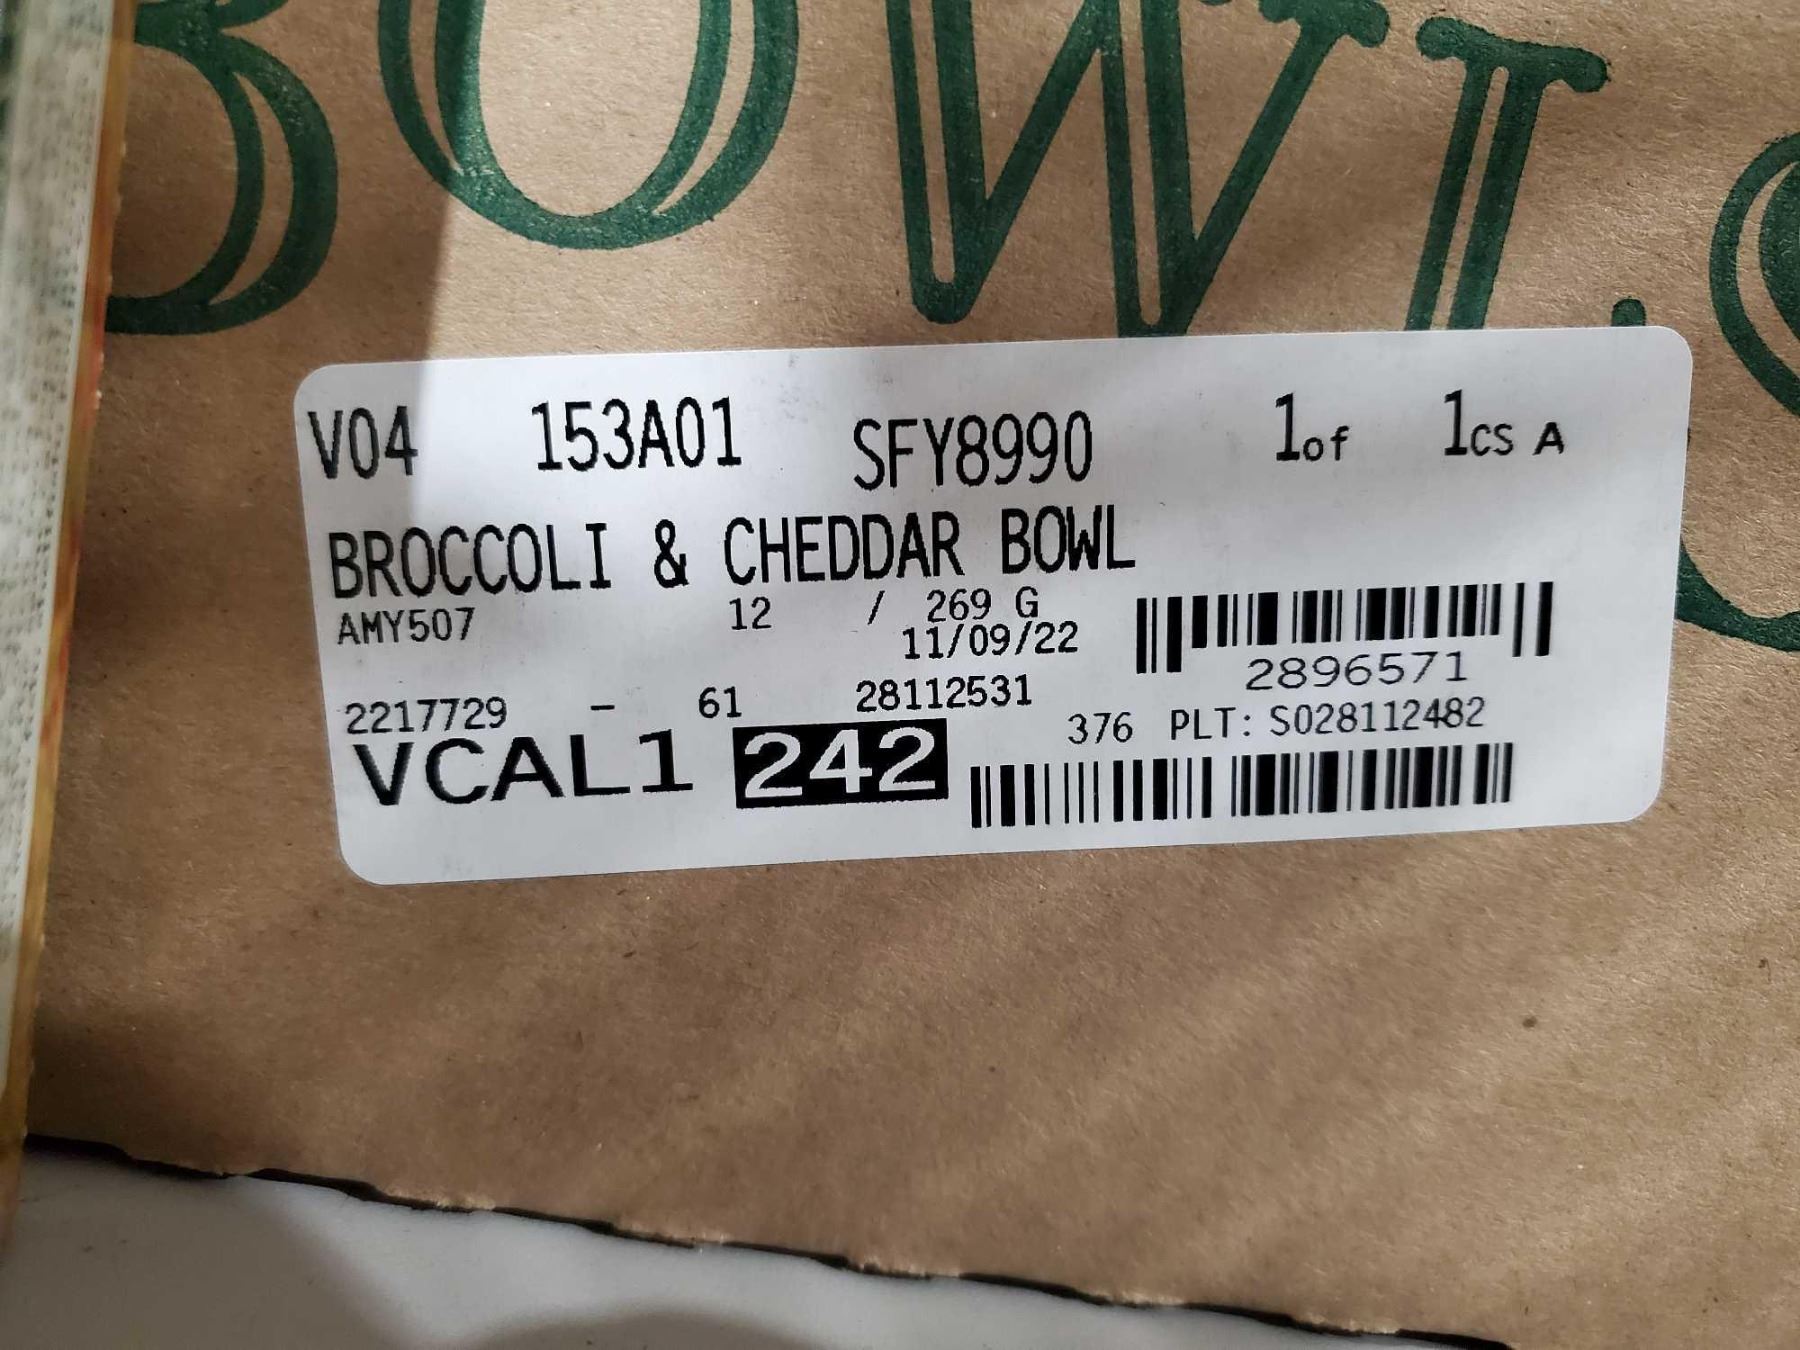 BOWLS
V04 153A01 SFY8990 1of 1cs A
BROCCOLI & CHEDDAR BOWL
AMY507 12 / 269 G
11/09/22
2896571
2217729 - 61 28112531
376 PLT: S028112482
VCAL1 242